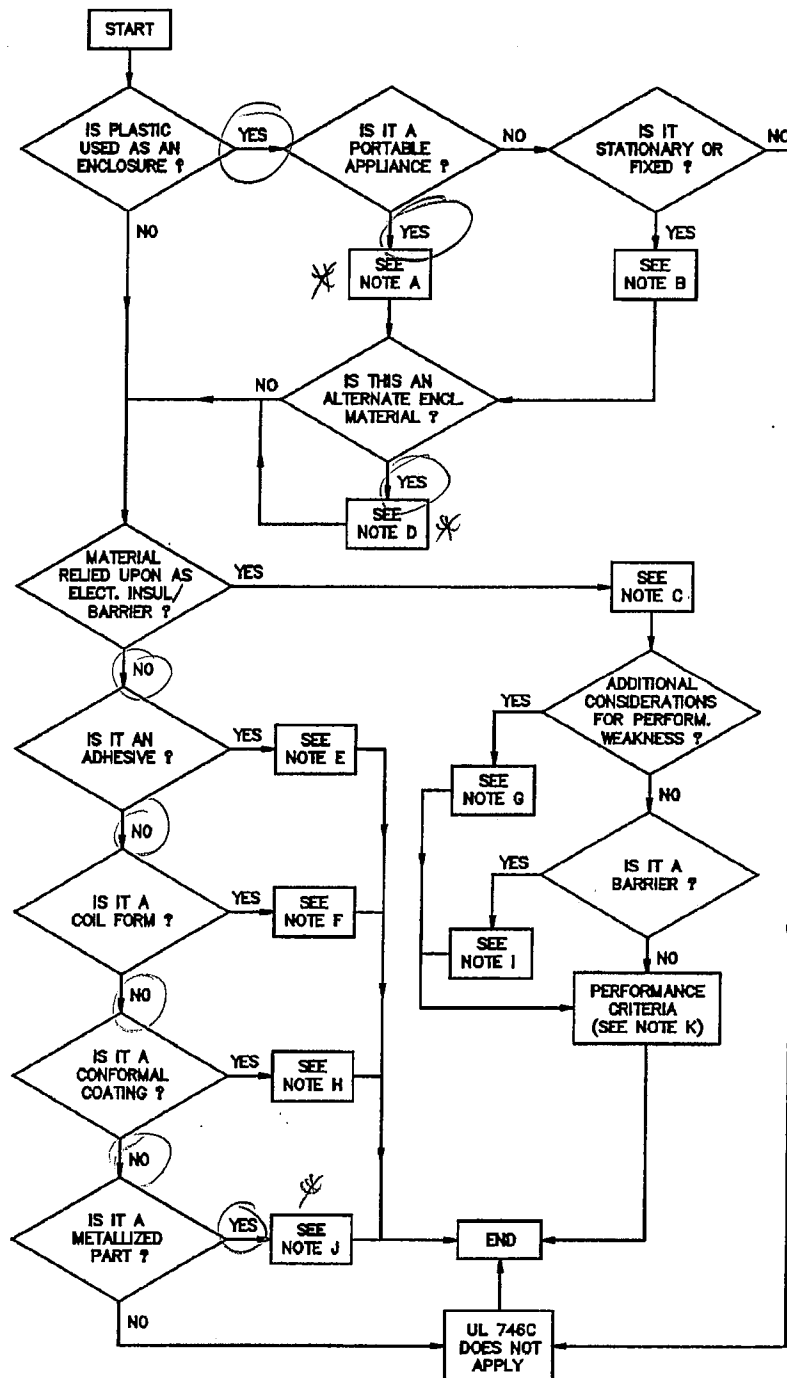 START
IS PLASTIC
USED AS AN
ENCLOSURE ?
YES
IS IT A
PORTABLE
APPLIANCE ?
NO
IS IT
STATIONARY OR
FIXED ?
NO
NO
YES
YES
SEE
NOTE A
SEE
NOTE B
NO
IS THIS AN
ALTERNATE ENCL.
MATERIAL ?
YES
SEE
NOTE D
MATERIAL
RELIED UPON AS
ELECT. INSUL/
BARRIER ?
YES
SEE
NOTE C
NO
ADDITIONAL
CONSIDERATIONS
FOR PERFORM.
WEAKNESS ?
YES
SEE
NOTE G
NO
IS IT AN
ADHESIVE ?
YES
SEE
NOTE E
NO
IS IT A
BARRIER ?
YES
SEE
NOTE I
NO
IS IT A
COIL FORM ?
YES
SEE
NOTE F
NO
PERFORMANCE
CRITERIA
(SEE NOTE K)
IS IT A
CONFORMAL
COATING ?
YES
SEE
NOTE H
NO
IS IT A
METALLIZED
PART ?
YES
SEE
NOTE J
END
NO
UL 746C
DOES NOT
APPLY